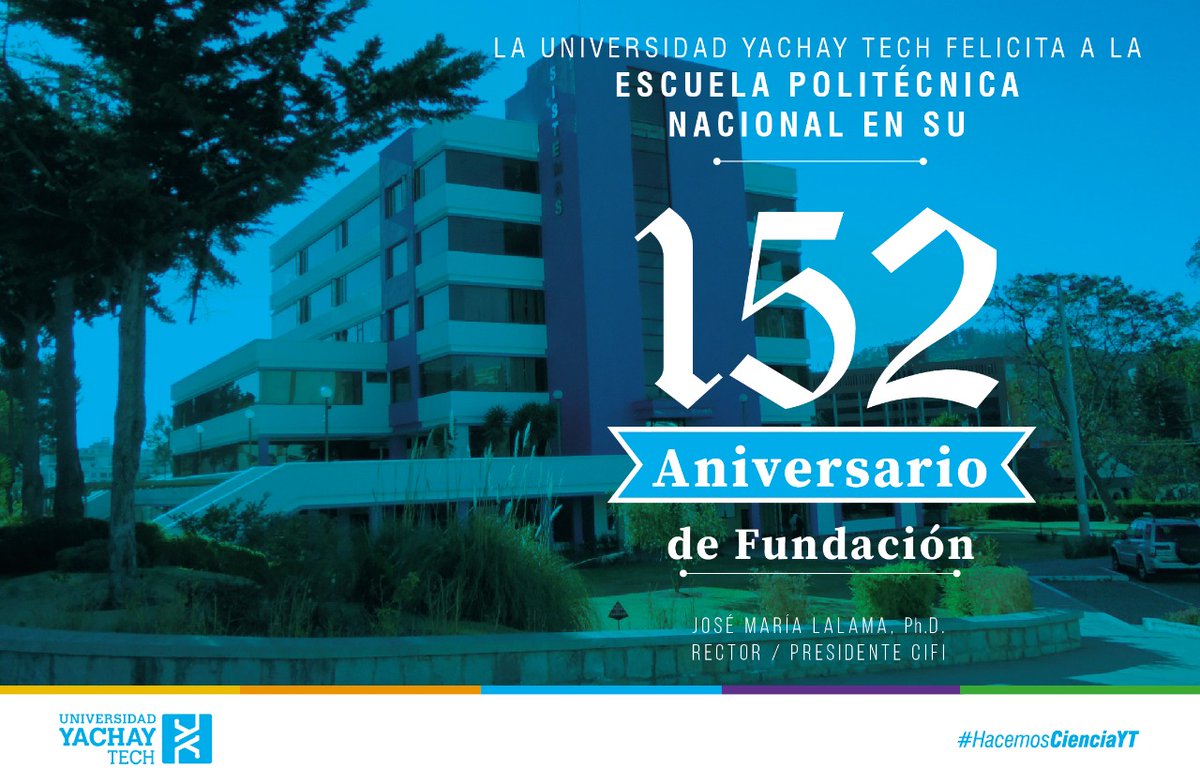 LA UNIVERSIDAD YACHAY TECH FELICITA A LA
ESCUELA POLITÉCNICA
NACIONAL EN SU
152
Aniversario
de Fundación
JOSÉ MARÍA LALAMA, Ph.D.
RECTOR / PRESIDENTE CIFI
SISTEMAS
UNIVERSIDAD
YACHAY
TECH
#HacemosCienciaYT